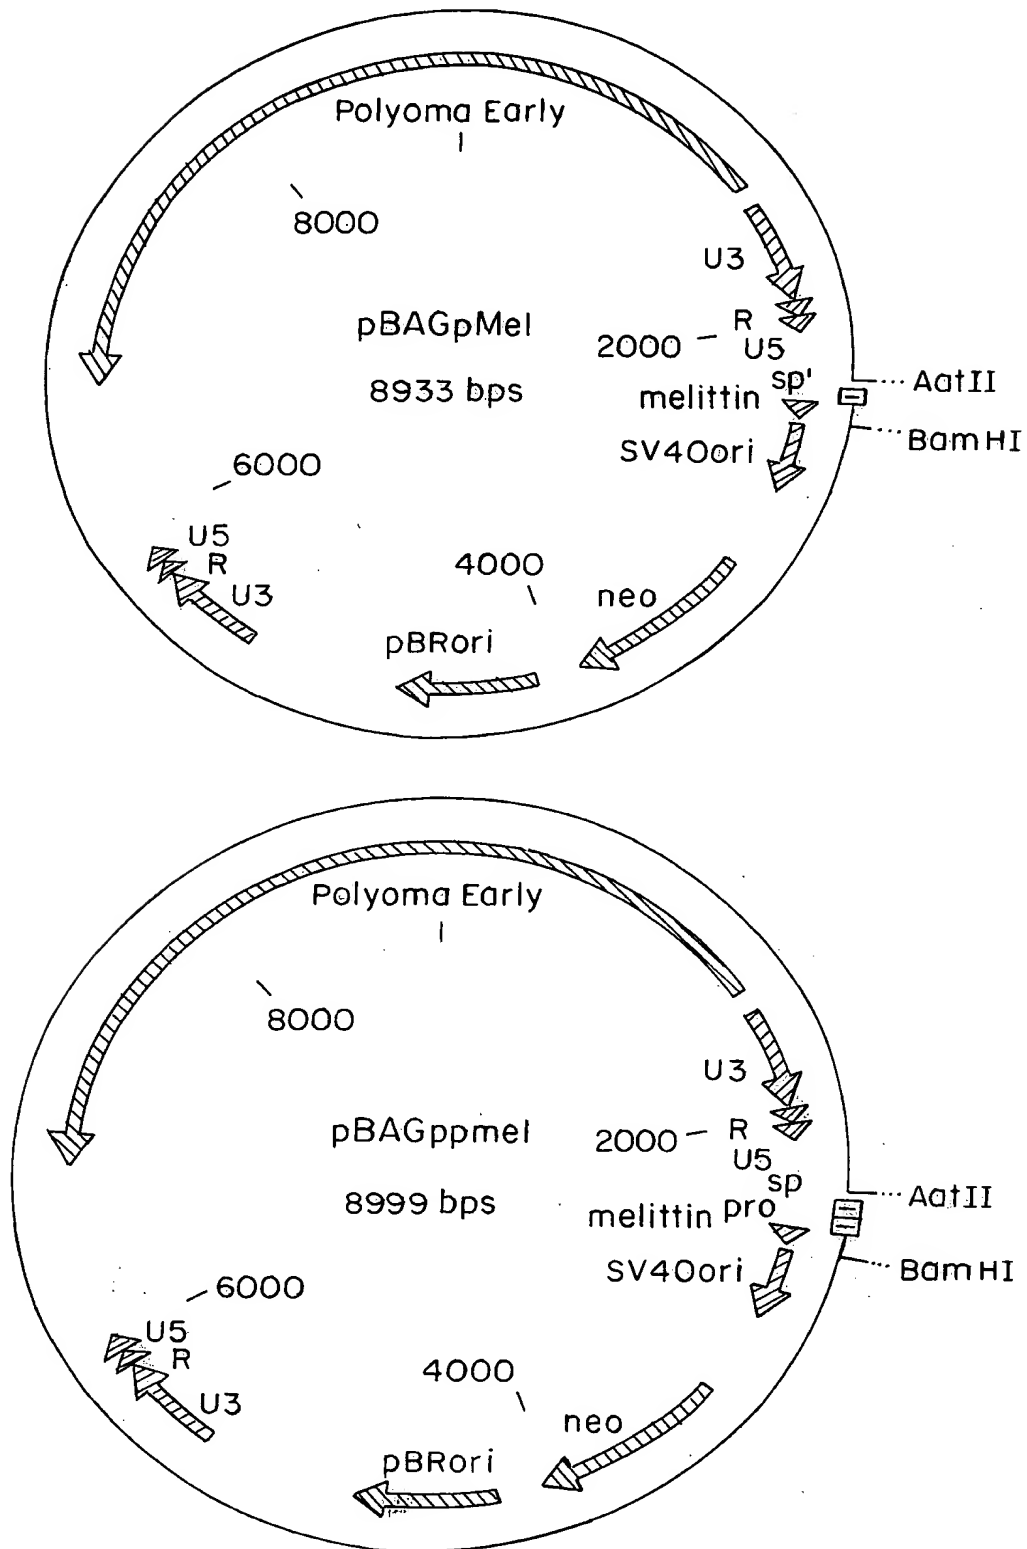 Polyoma Early
8000
U3
pBAGpMel
R
2000
U5
8933 bps
sp'
AatII
melittin
BamHI
SV40ori
6000
U5
R
4000
U3
neo
pBRori
Polyoma Early
8000
U3
pBAGppmel
R
2000
U5
sp
AatII
8999 bps
pro
melittin
SV40ori
BamHI
6000
U5
R
4000
U3
neo
pBRori